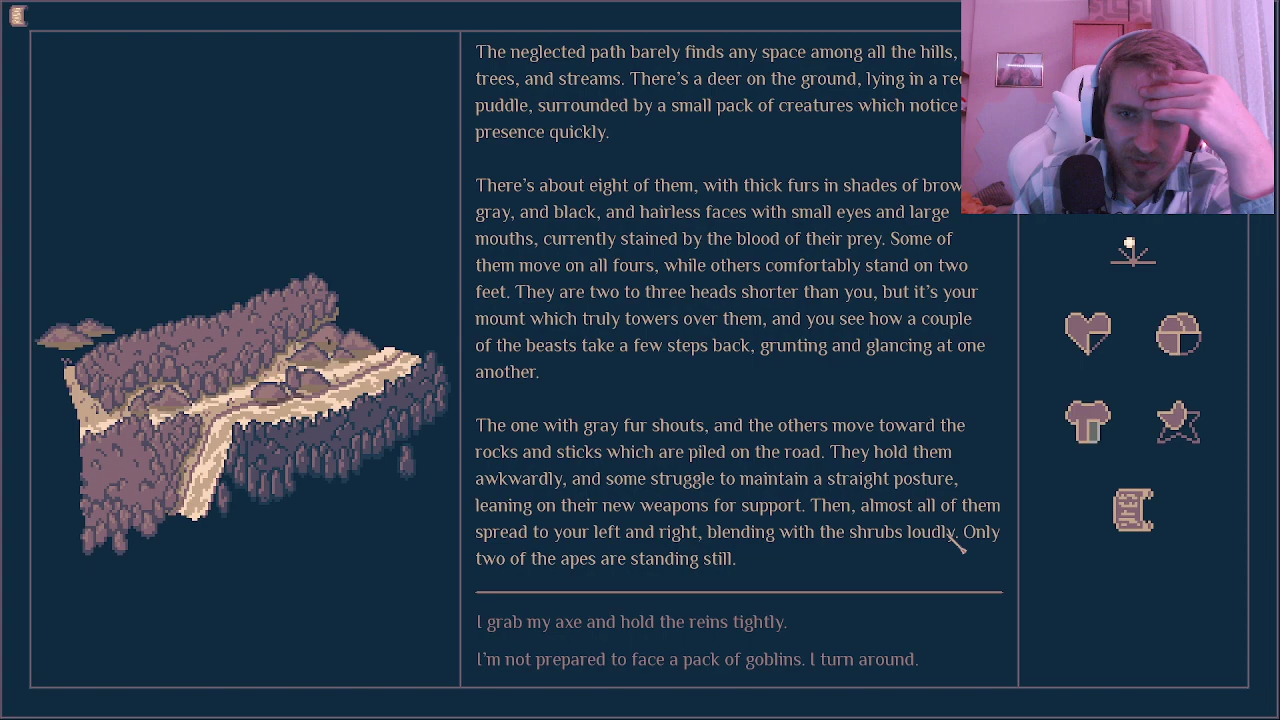 The neglected path barely finds any space among all the hills,
trees, and streams. There's a deer on the ground, lying in a
puddle, surrounded by a small pack of creatures which notice
presence quickly.
There's about eight of them, with thick furs in shades of
gray, and black, and hairless faces with small eyes and large
mouths, currently stained by the blood of their prey. Some of
them move on all fours, while others comfortably stand on two
feet. They are two to three heads shorter than you, but it's your
mount which truly towers over them, and you see how a couple
of the beasts take a few steps back, grunting and glancing at one
another.
The one with gray fur shouts, and the others move toward the
rocks and sticks which are piled on the road. They hold them
awkwardly, and some struggle to maintain a straight posture,
leaning on their new weapons for support. Then, almost all of them
spread to your left and right, blending with the shrubs loudly. Only
two of the apes are standing still.
I grab my axe and hold the reins tightly.
I'm not prepared to face a pack of goblins. I turn around.